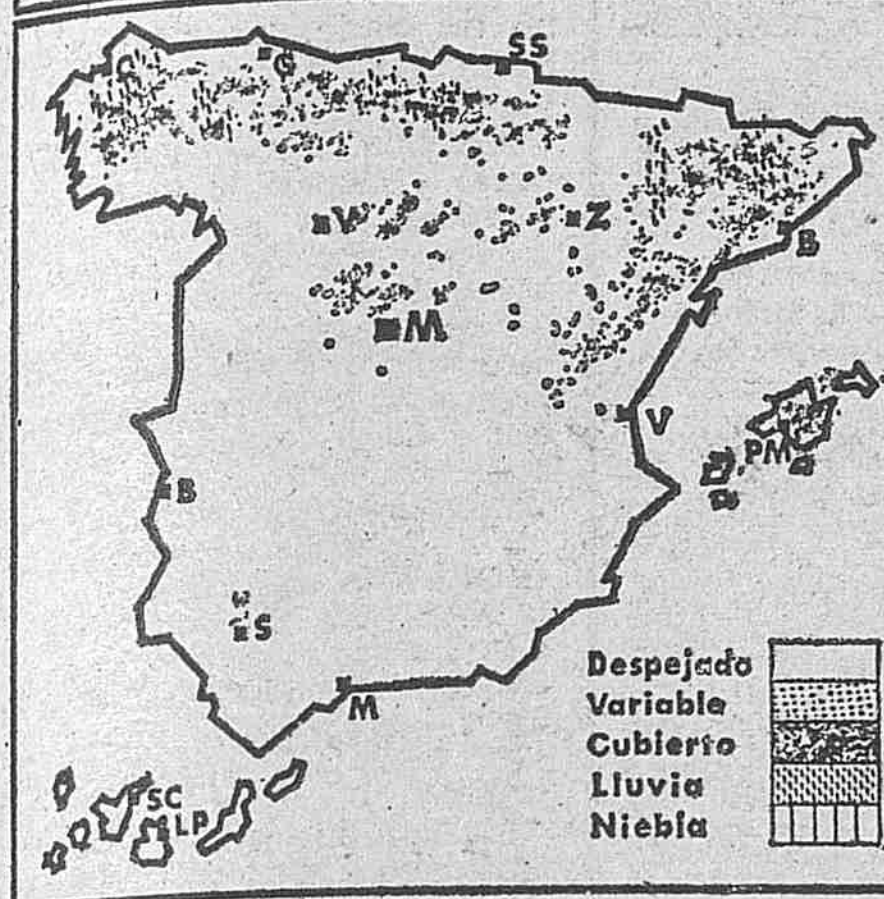 C
G
SS
V
Z
B
M
V
PM
B
S
M
SC
LP
Despejado
Variable
Cubierto
Lluvia
Niebla